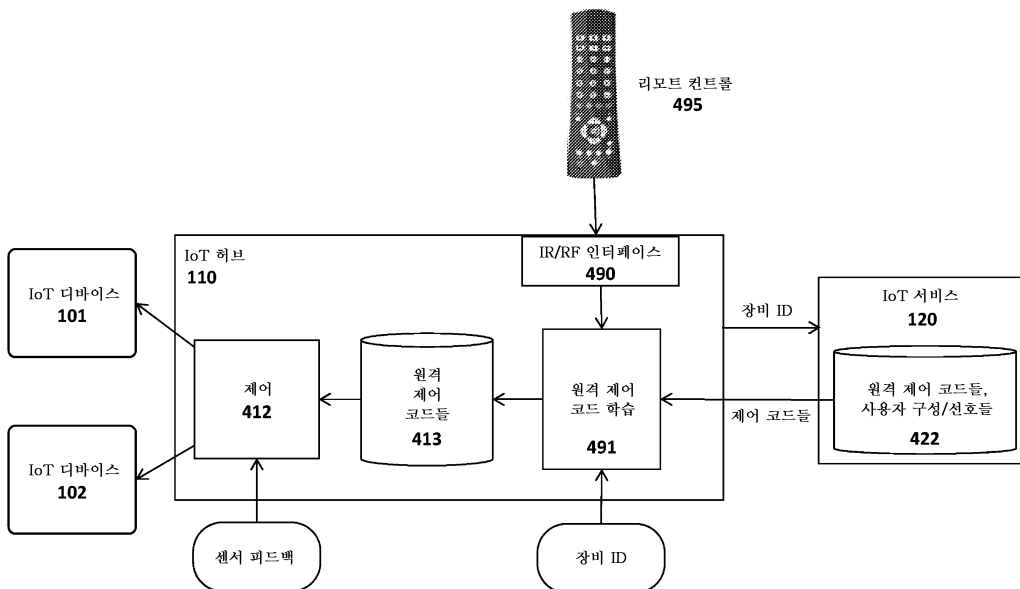 리모트 컨트롤
495
IoT 허브
110
IR/RF 인터페이스
490
IoT 디바이스
101
장비 ID
IoT 서비스
120
제어
412
원격
제어
코드들
413
원격 제어
코드 학습
491
제어 코드들
원격 제어 코드들,
사용자 구성/선호들
422
IoT 디바이스
102
센서 피드백
장비 ID